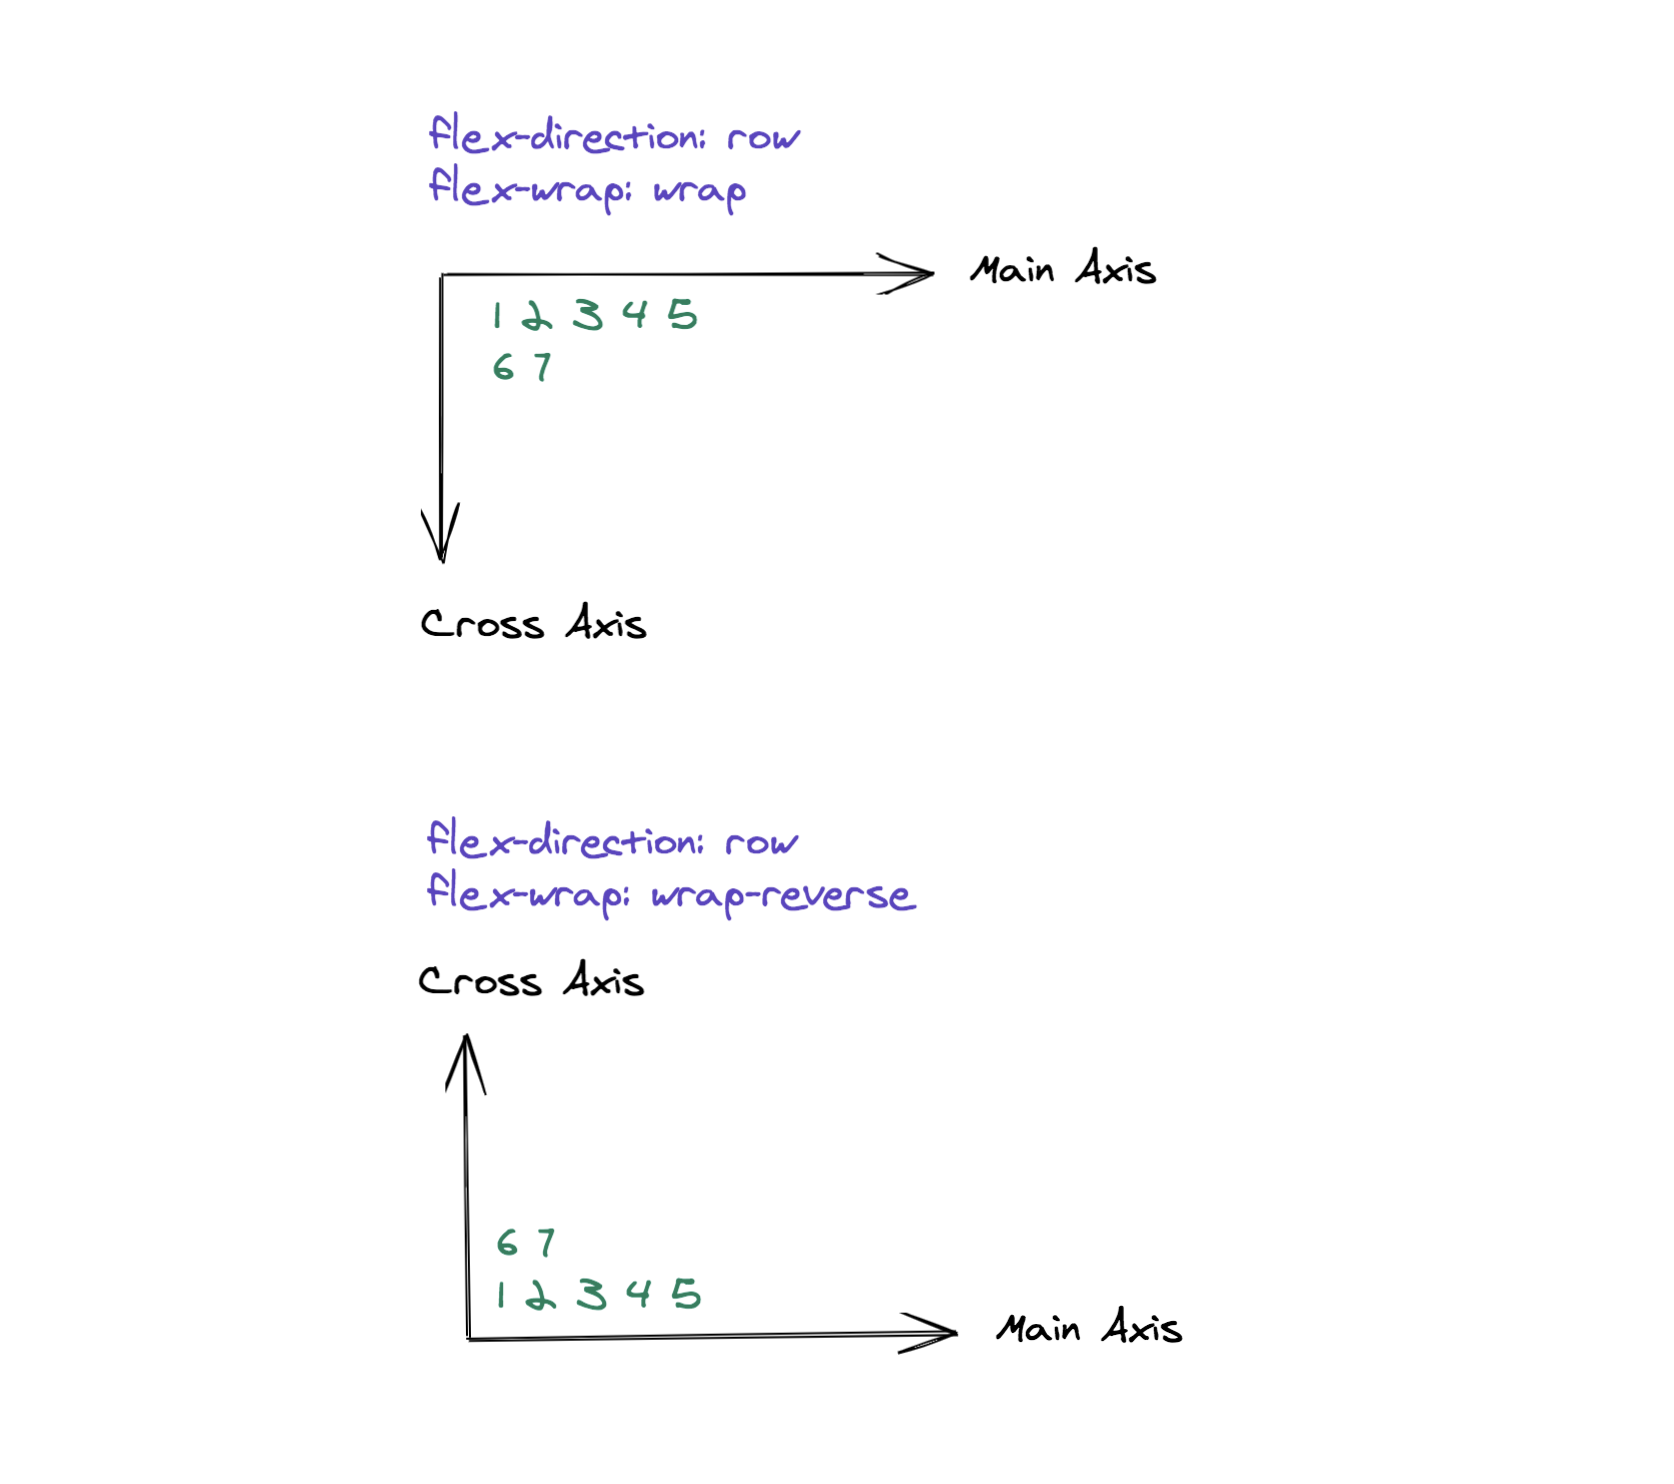 flex-direction: row
flex-wrap: wrap
Main Axis
1 2 3 4 5
6 7
Cross Axis
flex-direction: row
flex-wrap: wrap-reverse
Cross Axis
6 7
1 2 3 4 5
Main Axis